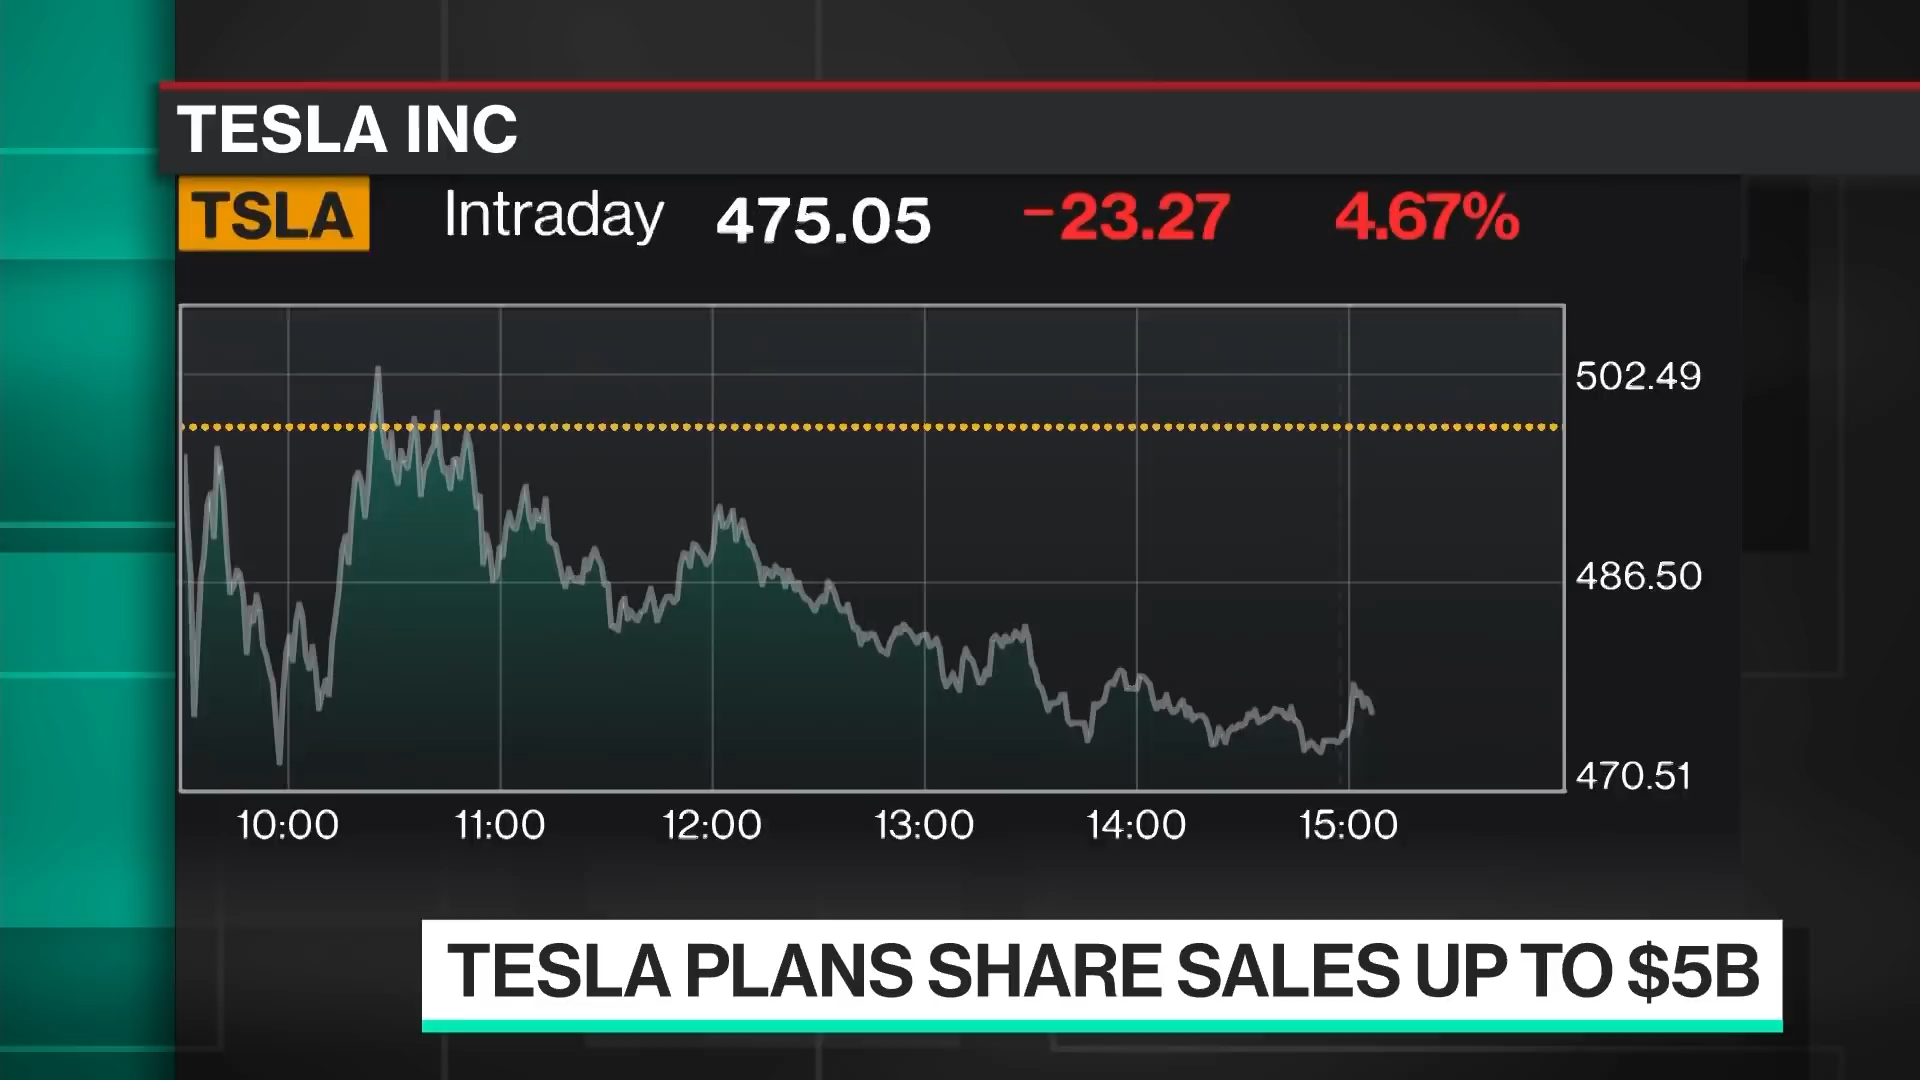 TESLA INC
TSLA Intraday 475.05 -23.27 4.67%
502.49
486.50
470.51
10:00 11:00 12:00 13:00 14:00 15:00
TESLA PLANS SHARE SALES UP TO $5B